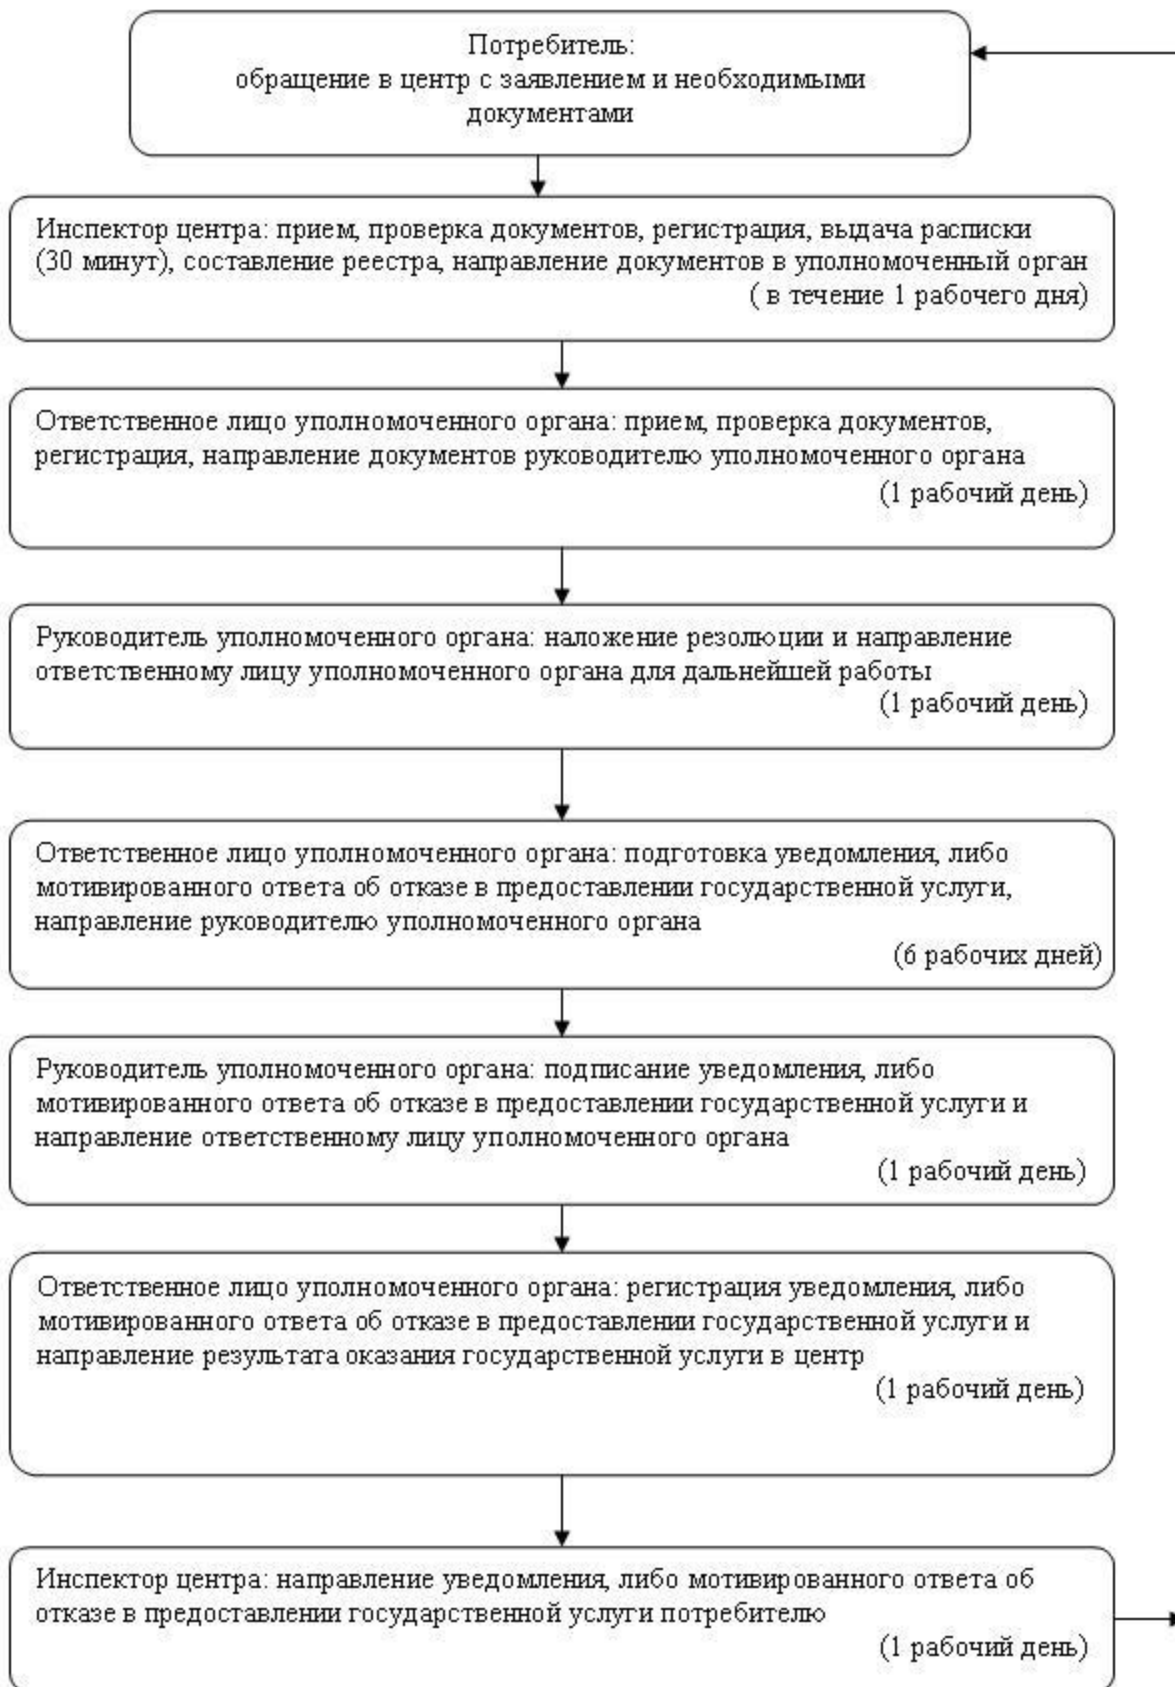 Потребитель:
обращение в центр с заявлением и необходимыми
документами
Инспектор центра: прием, проверка документов, регистрация, выдача расписки
(30 минут), составление реестра, направление документов в уполномоченный орган
( в течение 1 рабочего дня)
Ответственное лицо уполномоченного органа: прием, проверка документов,
регистрация, направление документов руководителю уполномоченного органа
(1 рабочий день)
Руководитель уполномоченного органа: наложение резолюции и направление
ответственному лицу уполномоченного органа для дальнейшей работы
(1 рабочий день)
Ответственное лицо уполномоченного органа: подготовка уведомления, либо
мотивированного ответа об отказе в предоставлении государственной услуги,
направление руководителю уполномоченного органа
(6 рабочих дней)
Руководитель уполномоченного органа: подписание уведомления, либо
мотивированного ответа об отказе в предоставлении государственной услуги и
направление ответственному лицу уполномоченного органа
(1 рабочий день)
Ответственное лицо уполномоченного органа: регистрация уведомления, либо
мотивированного ответа об отказе в предоставлении государственной услуги и
направление результата оказания государственной услуги в центр
(1 рабочий день)
Инспектор центра: направление уведомления, либо мотивированного ответа об
отказе в предоставлении государственной услуги потребителю
(1 рабочий день)